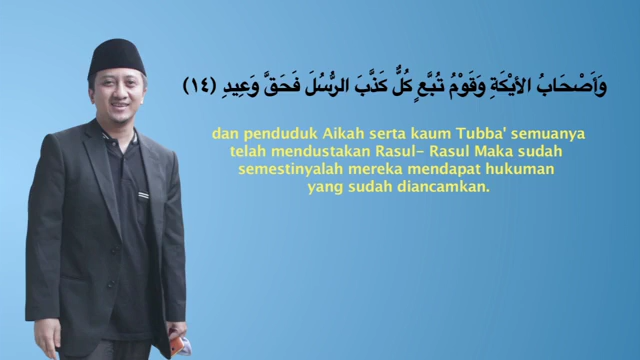 وَأَصْحَابُ الأيْكَةِ وَقَوْمُ تُبَّعٍ كُلٌّ كَذَّبَ الرُّسُلَ فَحَقَّ وَعِيدِ (١٤)
dan penduduk Aikah serta kaum Tubba' semuanya
telah mendustakan Rasul- Rasul Maka sudah
semestinyalah mereka mendapat hukuman
yang sudah diancamkan.